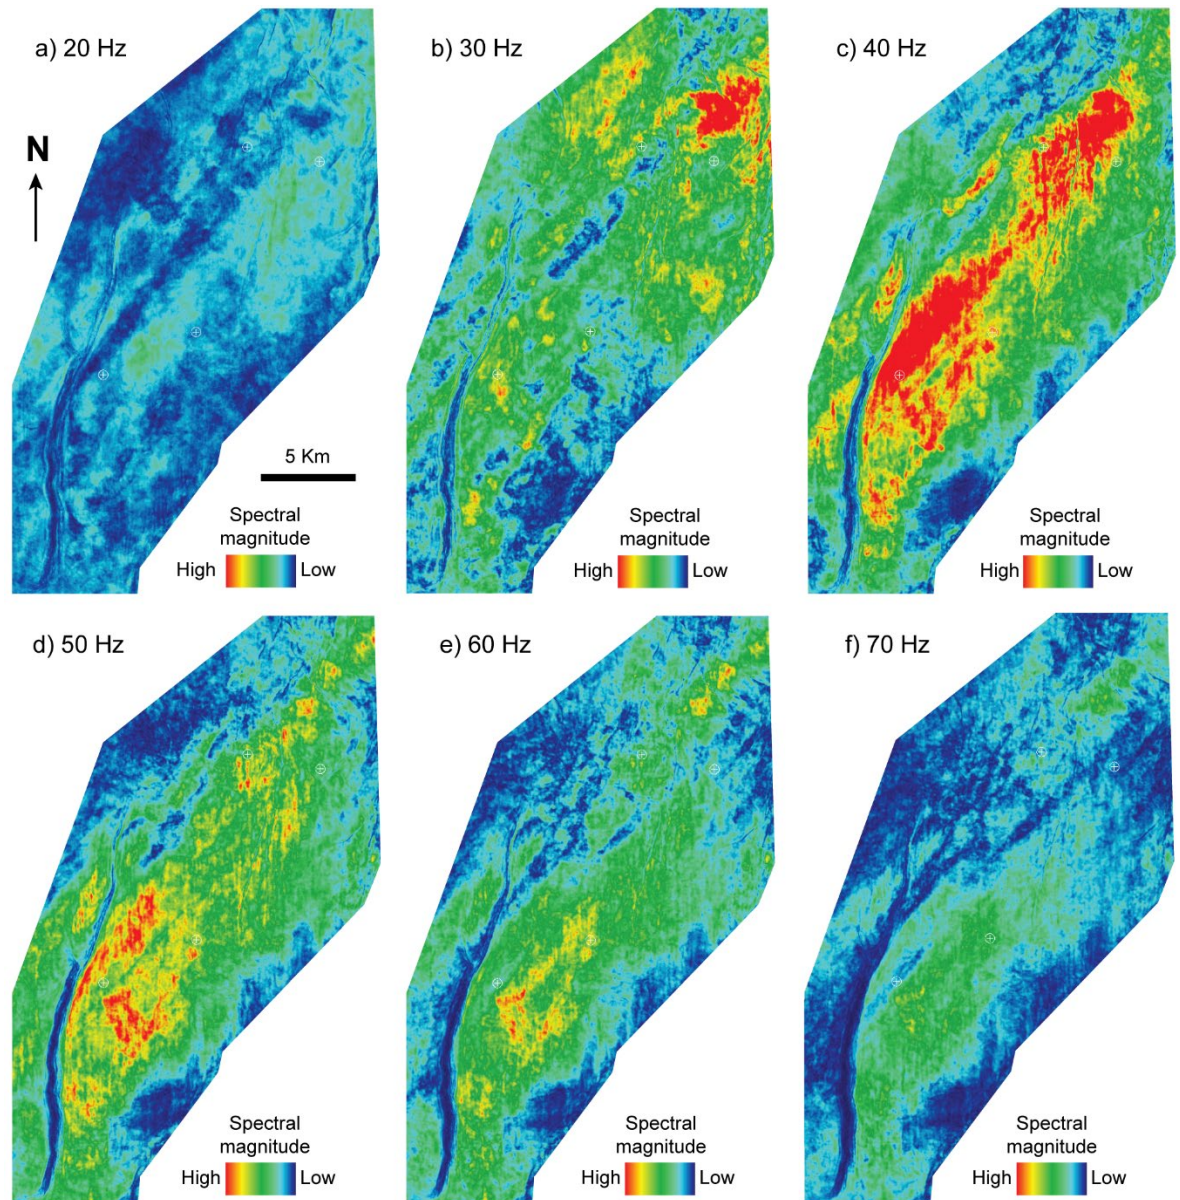 a) 20 Hz
b) 30 Hz
c) 40 Hz
N
5 Km
Spectral
magnitude
High Low
Spectral
magnitude
High Low
Spectral
magnitude
High Low
d) 50 Hz
e) 60 Hz
f) 70 Hz
Spectral
magnitude
High Low
Spectral
magnitude
High Low
Spectral
magnitude
High Low